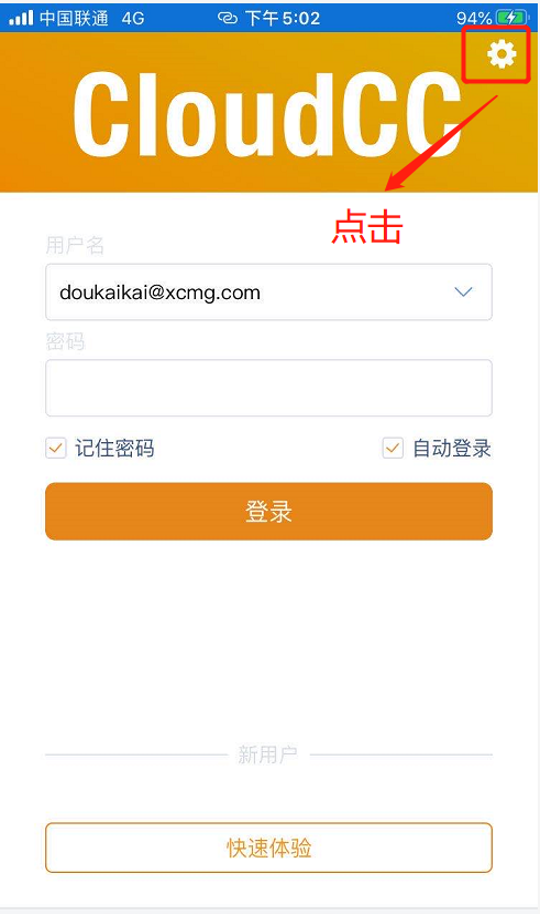 中国联通 4G 下午5:02 94%
CloudCC
点击
用户名
doukaikai@xcmg.com
密码
记住密码 自动登录
登录
新用户
快速体验